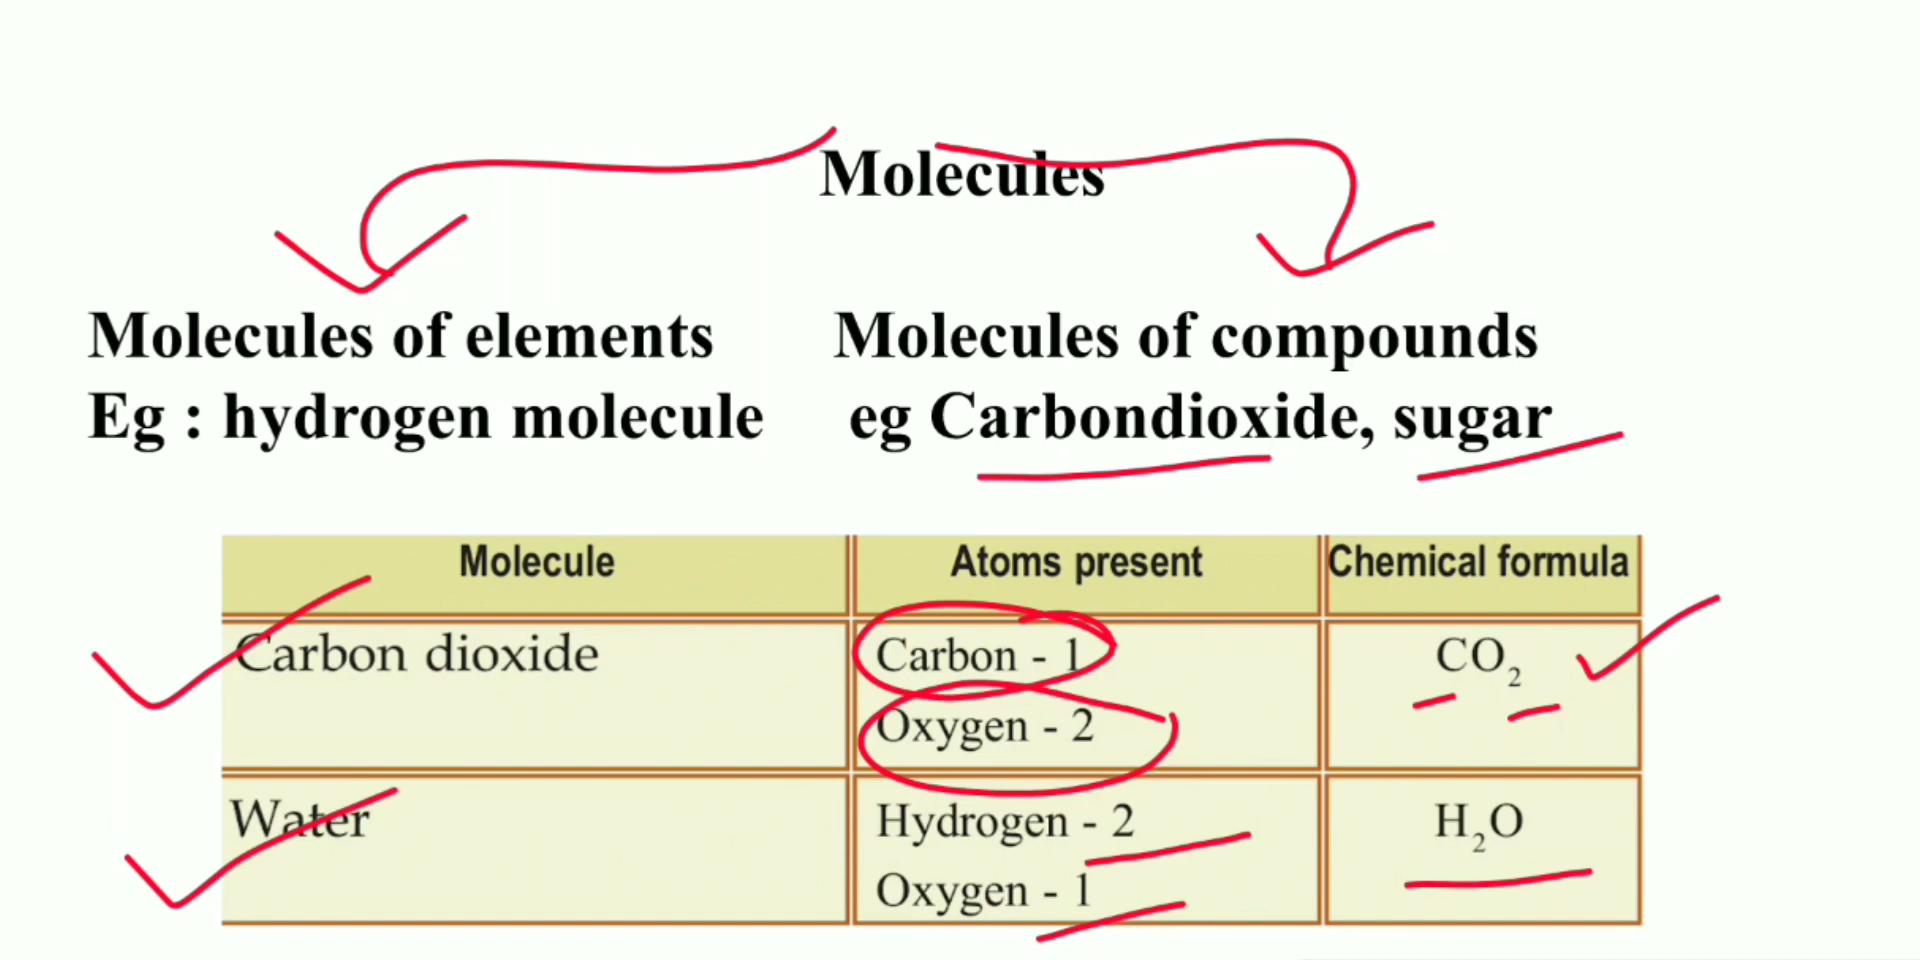 Molecules
Molecules of elements
Eg : hydrogen molecule
Molecules of compounds
eg Carbondioxide, sugar
Molecule Atoms present Chemical formula
Carbon dioxide Carbon - 1 CO₂
Oxygen - 2
Water Hydrogen - 2 H₂O
Oxygen - 1